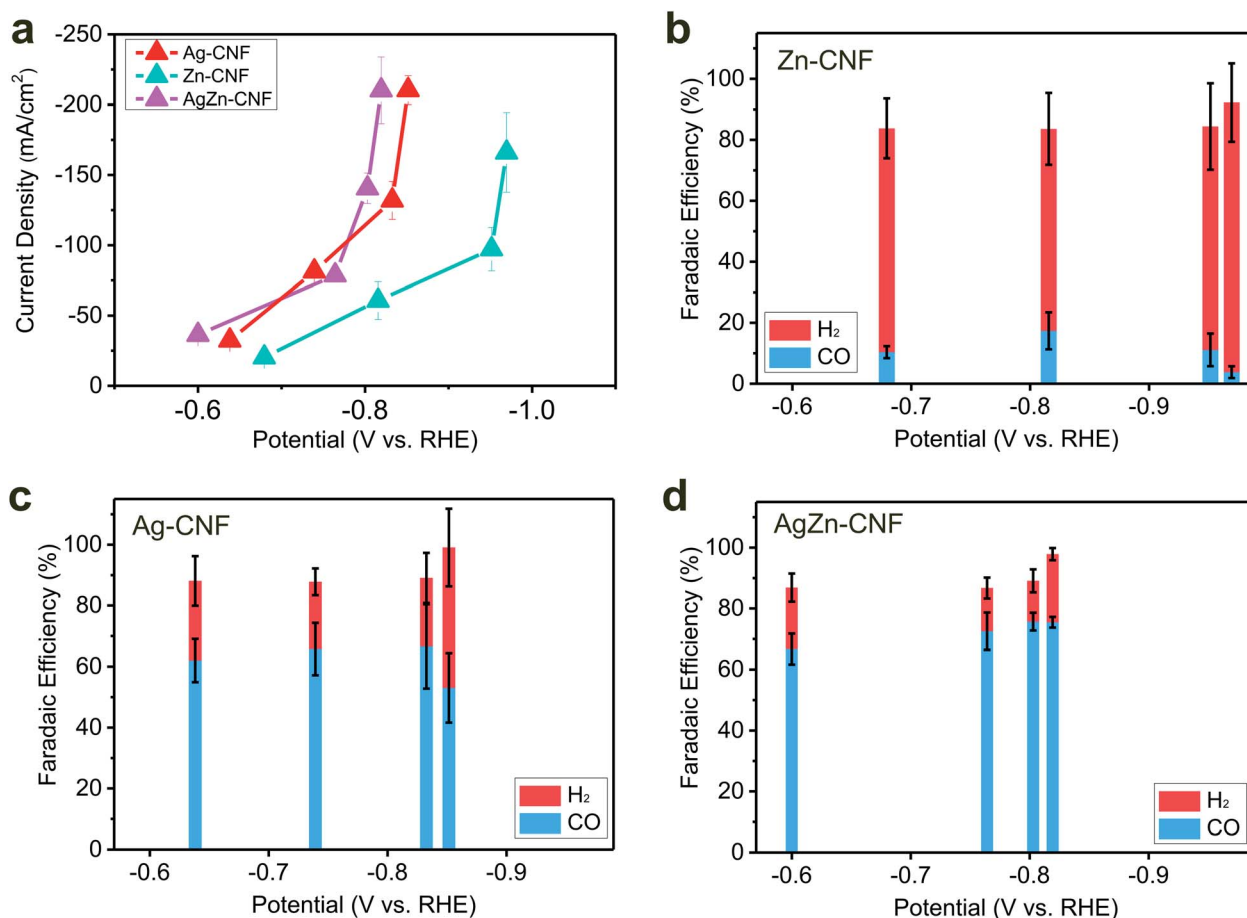 a
-250
-200
-150
-100
-50
0
Current Density (mA/cm²)
Ag-CNF
Zn-CNF
AgZn-CNF
-0.6
-0.8
-1.0
Potential (V vs. RHE)
b
Zn-CNF
100
80
60
40
20
0
Faradaic Efficiency (%)
H₂
CO
-0.6
-0.7
-0.8
-0.9
Potential (V vs. RHE)
c
Ag-CNF
100
80
60
40
20
0
Faradaic Efficiency (%)
H₂
CO
-0.6
-0.7
-0.8
-0.9
Potential (V vs. RHE)
d
AgZn-CNF
100
80
60
40
20
0
Faradaic Efficiency (%)
H₂
CO
-0.6
-0.7
-0.8
-0.9
Potential (V vs. RHE)